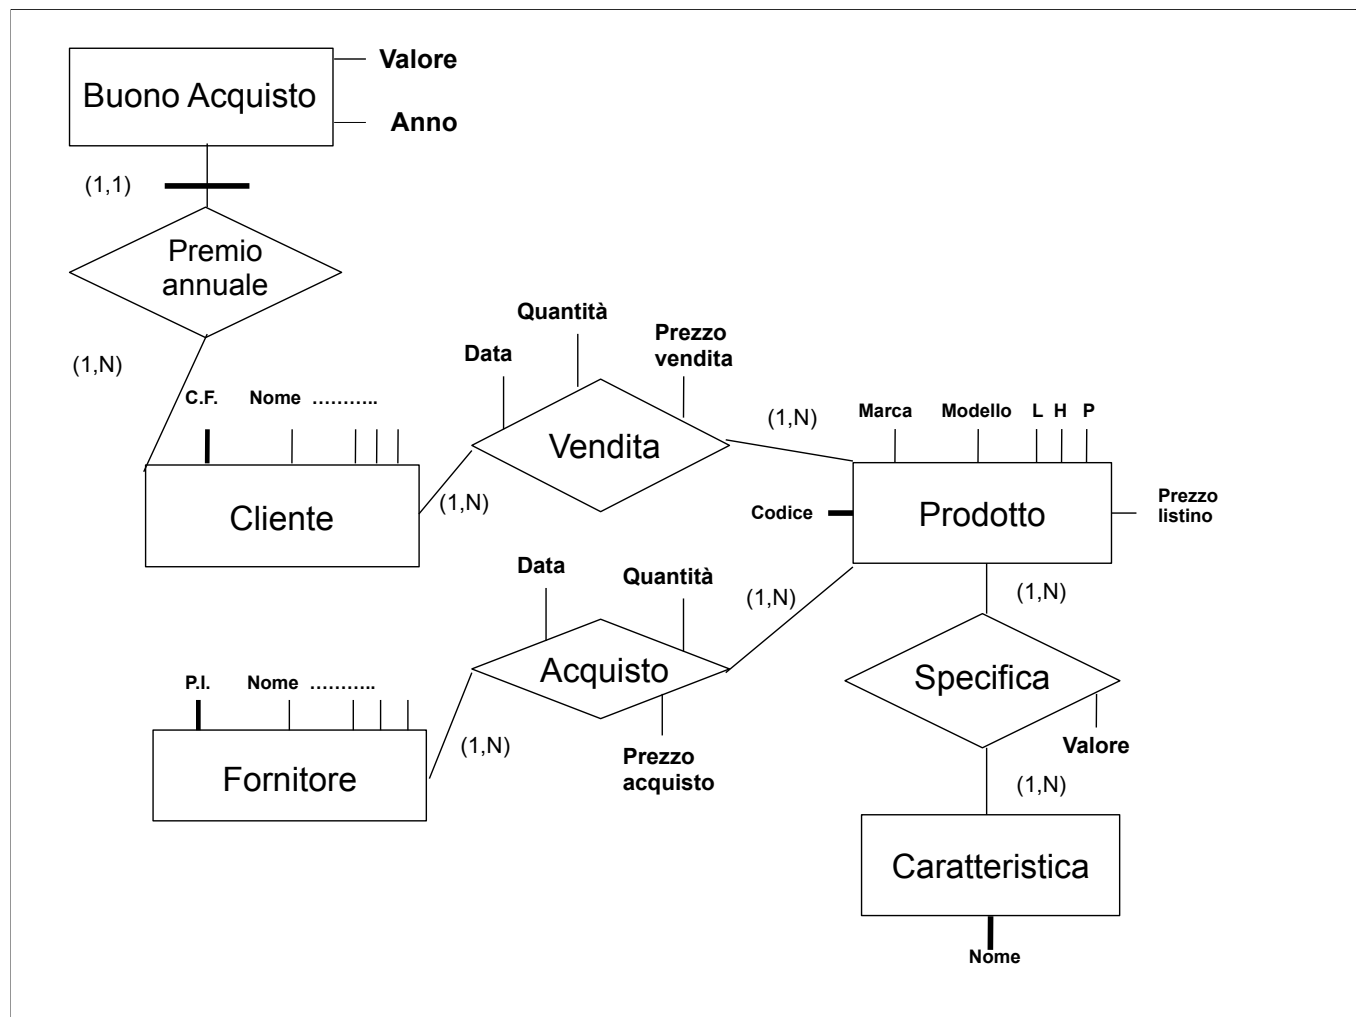 Valore
Buono Acquisto
Anno
(1,1)
Premio
annuale
Quantità
Prezzo
vendita
Data
(1,N)
C.F. Nome ...........
(1,N)
Marca Modello L H P
Vendita
(1,N)
Cliente
Codice
Prodotto
Prezzo
listino
Data
Quantità
(1,N)
(1,N)
Acquisto
Specifica
P.I. Nome ...........
(1,N)
Valore
Prezzo
acquisto
Fornitore
(1,N)
Caratteristica
Nome